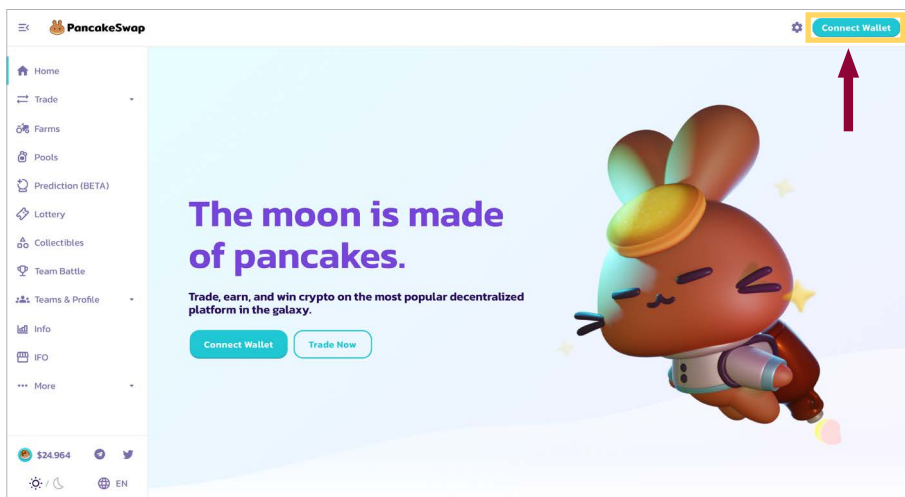 PancakeSwap
Connect Wallet
Home
Trade
Farms
Pools
Prediction (BETA)
Lottery
Collectibles
Team Battle
Teams & Profile
Info
IFO
More
$24.964
/
EN
The moon is made
of pancakes.
Trade, earn, and win crypto on the most popular decentralized
platform in the galaxy.
Connect Wallet
Trade Now